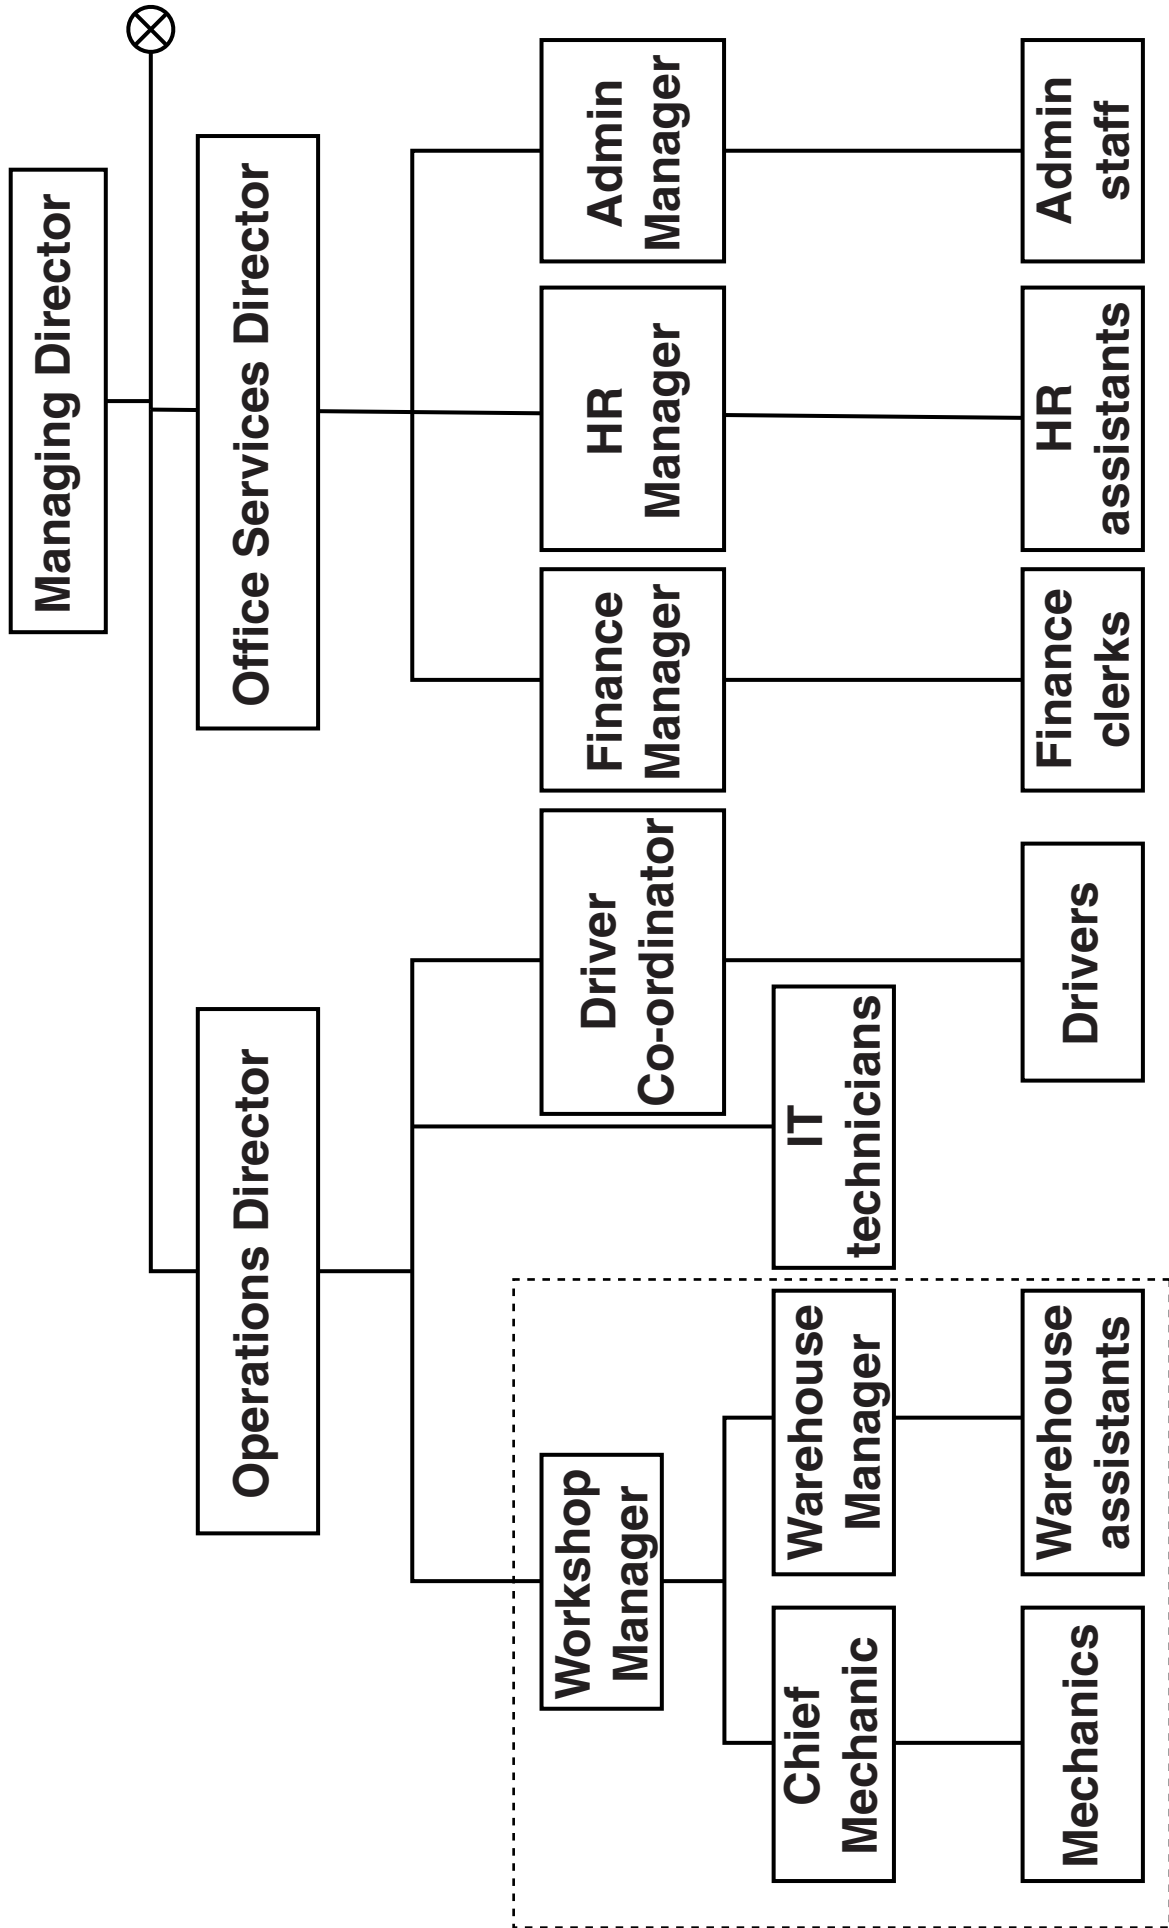 Managing Director
Operations Director
Office Services Director
Workshop
Manager
Driver
Co-ordinator
Finance
Manager
HR
Manager
Admin
Manager
Chief
Mechanic
Warehouse
Manager
IT
technicians
Mechanics
Warehouse
assistants
Drivers
Finance
clerks
HR
assistants
Admin
staff